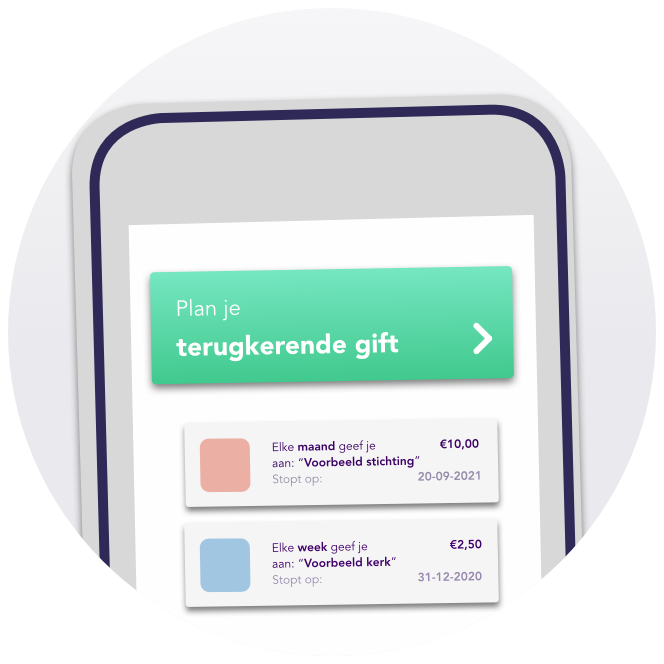 Plan je
terugkerende gift
Elke maand geef je €10,00
aan: “Voorbeeld stichting”
Stopt op: 20-09-2021
Elke week geef je €2,50
aan: “Voorbeeld kerk”
Stopt op: 31-12-2020